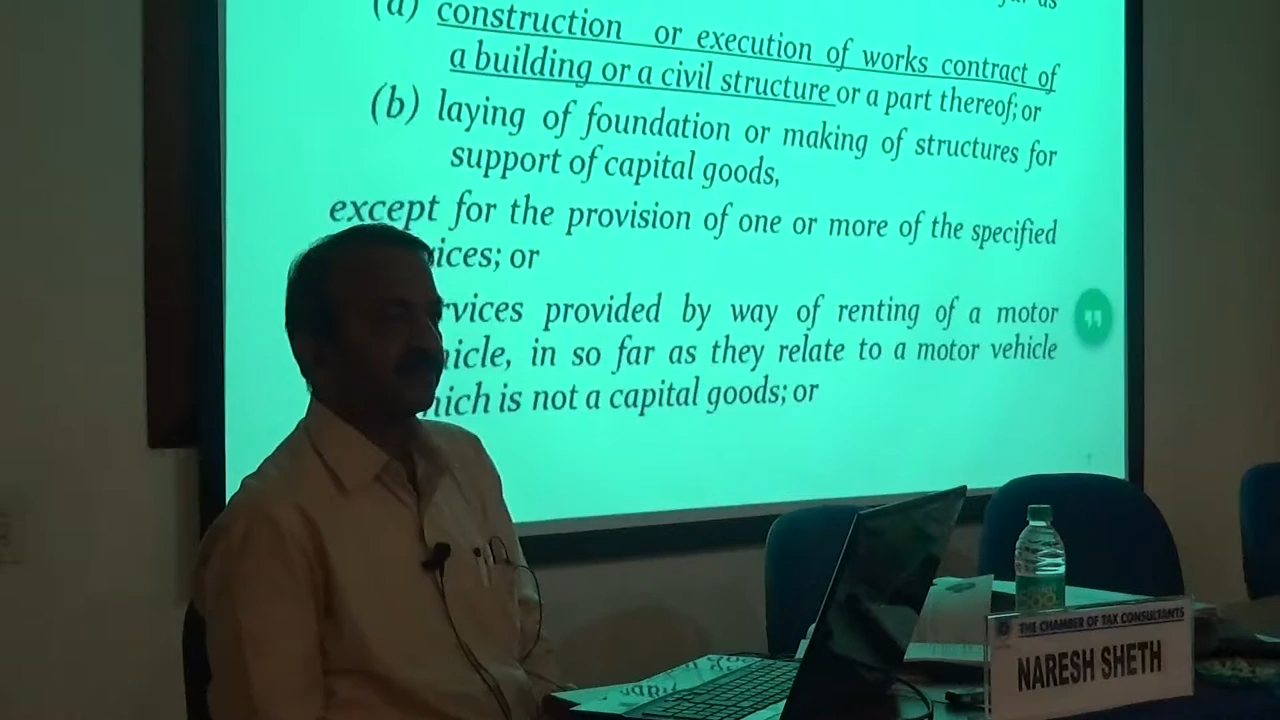 (a) construction or execution of works contract of
a building or a civil structure or a part thereof; or
(b) laying of foundation or making of structures for
support of capital goods,
except for the provision of one or more of the specified
ices; or
rvices provided by way of renting of a motor
icle, in so far as they relate to a motor vehicle
hich is not a capital goods; or
THE CHAMBER OF TAX CONSULTANTS
NARESH SHETH